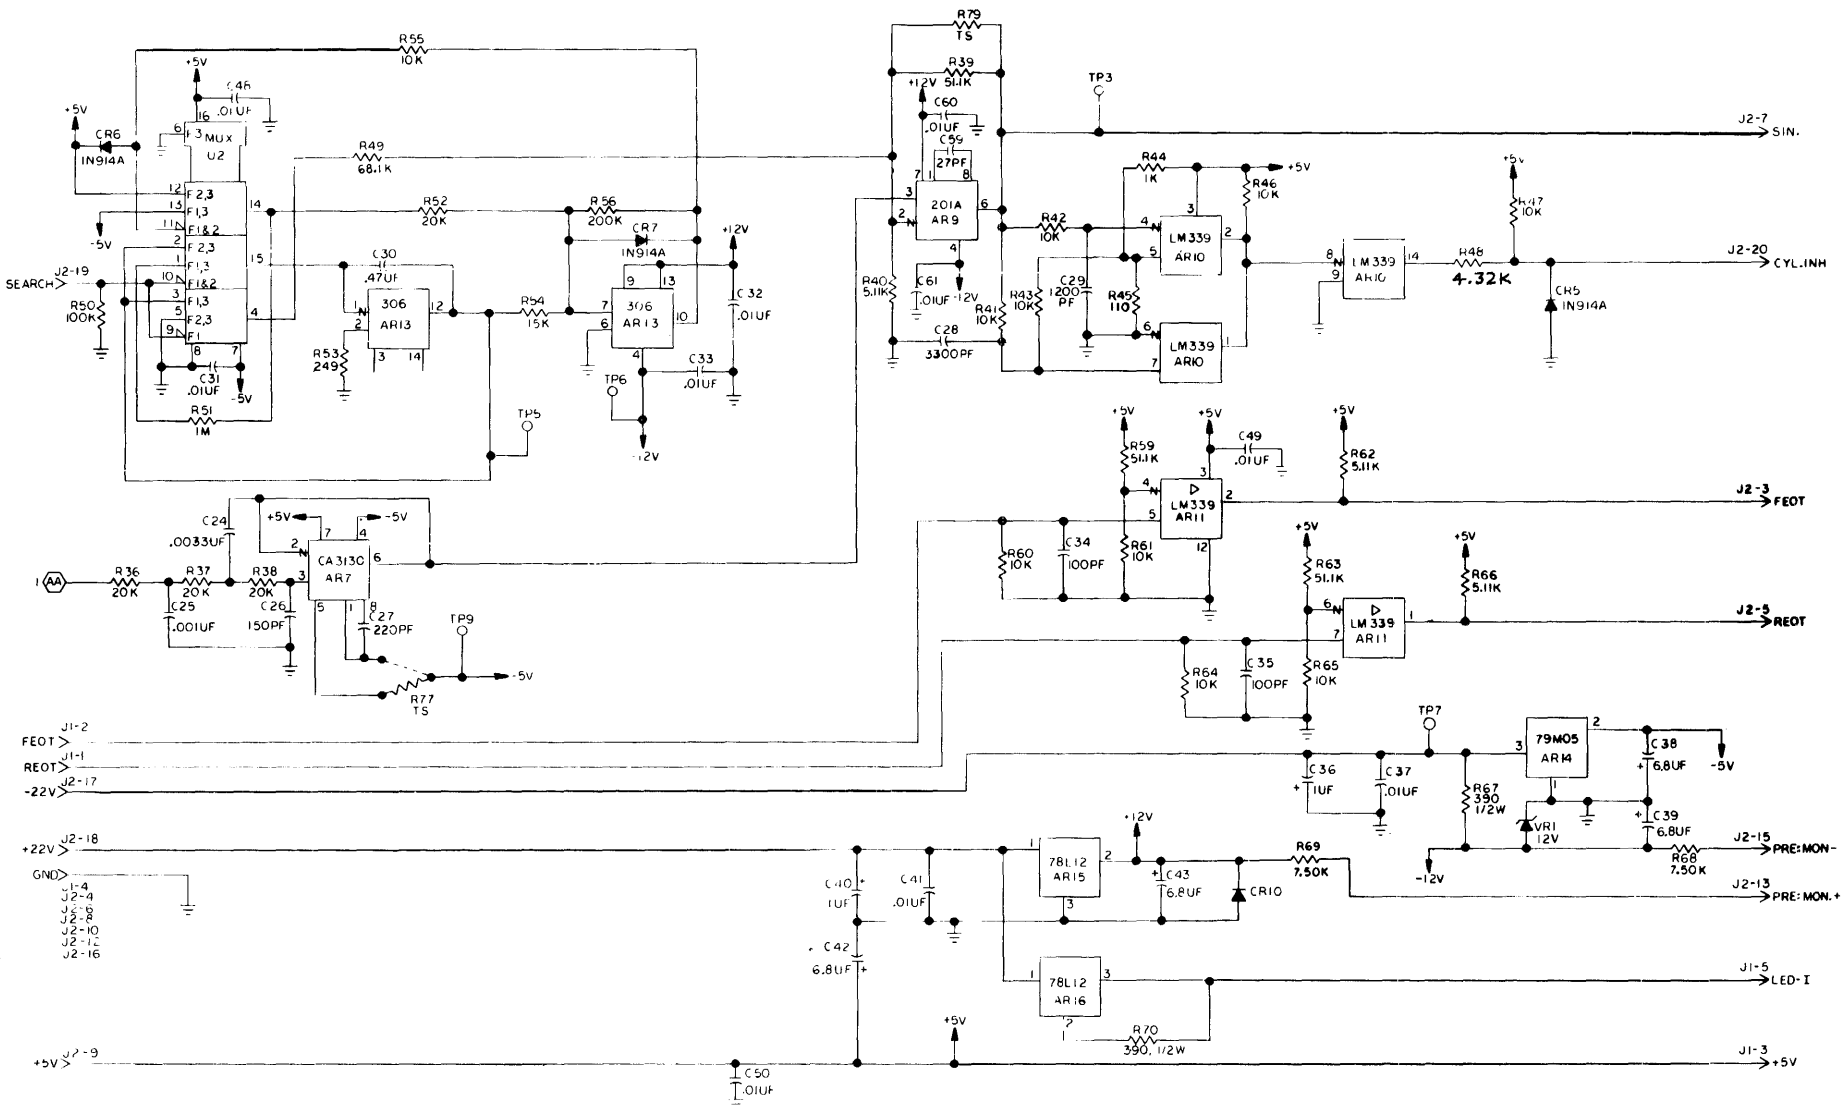 R55
10K
+5V
C48
.01UF
+5V
CR6
1N914A
16
6
MUX
U2
12
F2,3
13
F1,3
14
-5V
11
F1&2
2
F2,3
1
F1,3
15
SEARCH
J2-19
10
F1&2
3
F1,3
5
F2,3
4
9
F1
8
7
R50
100K
C31
.01UF
-5V
R51
1M
R49
68.1K
R52
20K
R56
200K
CR7
1N914A
+12V
C30
.47UF
1
306
12
2
AR13
3
14
R53
249
R54
15K
9
13
7
306
6
AR13
10
4
C32
.01UF
C33
.01UF
TP6
-12V
TP5
R79
TS
R39
51.1K
+12V
C60
.01UF
C59
27PF
7
1
8
3
201A
2
AR9
6
4
R40
5.11K
C61
.01UF
-12V
C28
3300PF
R41
10K
TP3
J2-7
SIN.
R44
1K
+5V
R46
10K
R42
10K
3
4
LM339
2
5
AR10
C29
1200
PF
R43
10K
R45
110
6
LM339
1
7
AR10
+5V
R47
10K
8
LM339
14
9
AR10
R48
4.32K
J2-20
CYL.INH
CR5
1N914A
C24
.0033UF
+5V
-5V
7
4
2
CA3130
6
AR7
3
5
1
8
1
AA
R36
20K
R37
20K
R38
20K
C25
.001UF
C26
150PF
C27
220PF
TP9
R77
TS
-5V
+5V
R59
51.1K
+5V
C49
.01UF
3
4
LM339
2
5
AR11
12
R60
10K
C34
100PF
R61
10K
+5V
R62
5.11K
J2-3
FEOT
+5V
R63
51.1K
6
LM339
1
7
AR11
+5V
R66
5.11K
J2-5
REOT
R64
10K
C35
100PF
R65
10K
J1-2
FEOT
J1-1
REOT
J2-17
-22V
TP7
3
79M05
2
AR14
1
C38
6.8UF
+
-5V
C36
1UF
+
C37
.01UF
R67
390
1/2W
VR1
12V
C39
6.8UF
+
-12V
R68
7.50K
J2-15
PRE:MON-
J2-18
+22V
GND
J1-4
J2-4
J2-6
J2-8
J2-10
J2-12
J2-16
C40
+
1UF
C41
.01UF
C42
6.8UF
+
1
78L12
2
AR15
3
+12V
C43
+
6.8UF
CR10
R69
7.50K
J2-13
PRE:MON.+
1
78L12
3
AR16
2
R70
390, 1/2W
J1-5
LED-I
+5V
J2-9
+5V
C50
.01UF
J1-3
+5V